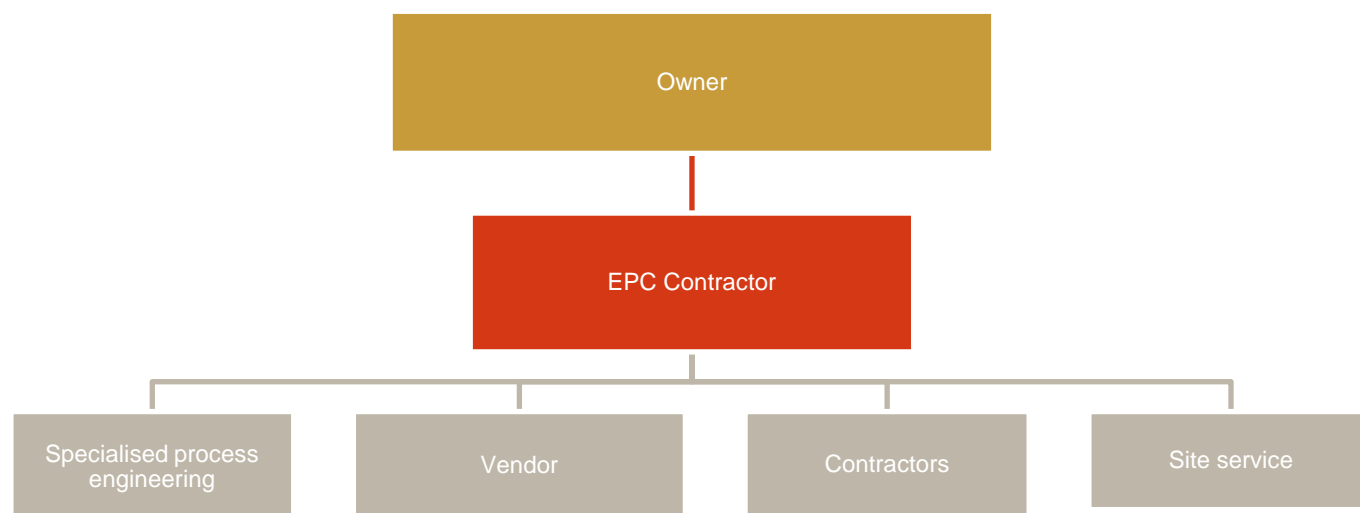 Owner
EPC Contractor
Specialised process
engineering
Vendor
Contractors
Site service